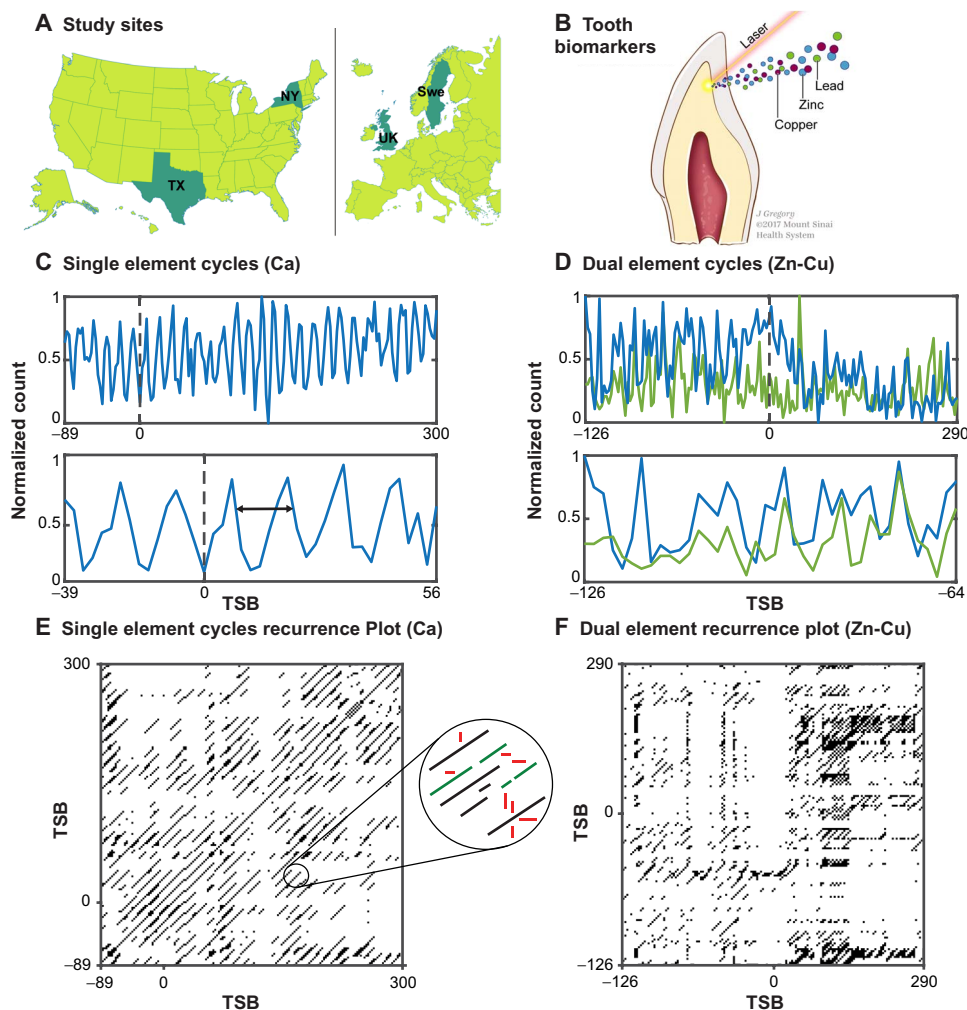 A Study sites
NY
TX
Swe
UK
B Tooth
biomarkers
Laser
Lead
Zinc
Copper
J Gregory
©2017 Mount Sinai
Health System
C Single element cycles (Ca)
Normalized count
1
0.5
0
−89
0
300
1
0.5
0
−39
0
56
TSB
D Dual element cycles (Zn-Cu)
Normalized count
1
0.5
0
−126
0
290
1
0.5
0
−126
−64
TSB
E Single element cycles recurrence Plot (Ca)
TSB
300
0
−89
−89
0
300
TSB
F Dual element recurrence plot (Zn-Cu)
TSB
290
0
−126
−126
0
290
TSB